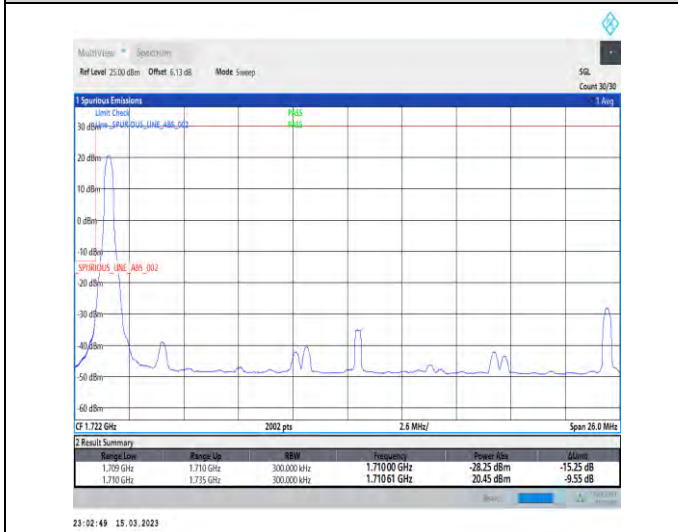 MultiView Spectrum
Ref Level 25.00 dBm Offset 6.13 dB Mode Sweep SGL
Count 30/30
1 Spurious Emissions 1 Avg
Limit Check PASS
30 dBm Line _SPURIOUS_LINE_ABS_002 PASS
20 dBm
10 dBm
0 dBm
-10 dBm
_SPURIOUS_LINE_ABS_002
-20 dBm
-30 dBm
-40 dBm
-50 dBm
-60 dBm
CF 1.722 GHz 2002 pts 2.6 MHz/ Span 26.0 MHz
2 Result Summary
Range Low Range Up RBW Frequency Power Abs ΔLimit
1.709 GHz 1.710 GHz 300.000 kHz 1.71000 GHz -28.25 dBm -15.25 dB
1.710 GHz 1.735 GHz 300.000 kHz 1.71061 GHz 20.45 dBm -9.55 dB
23:02:49 15.03.2023